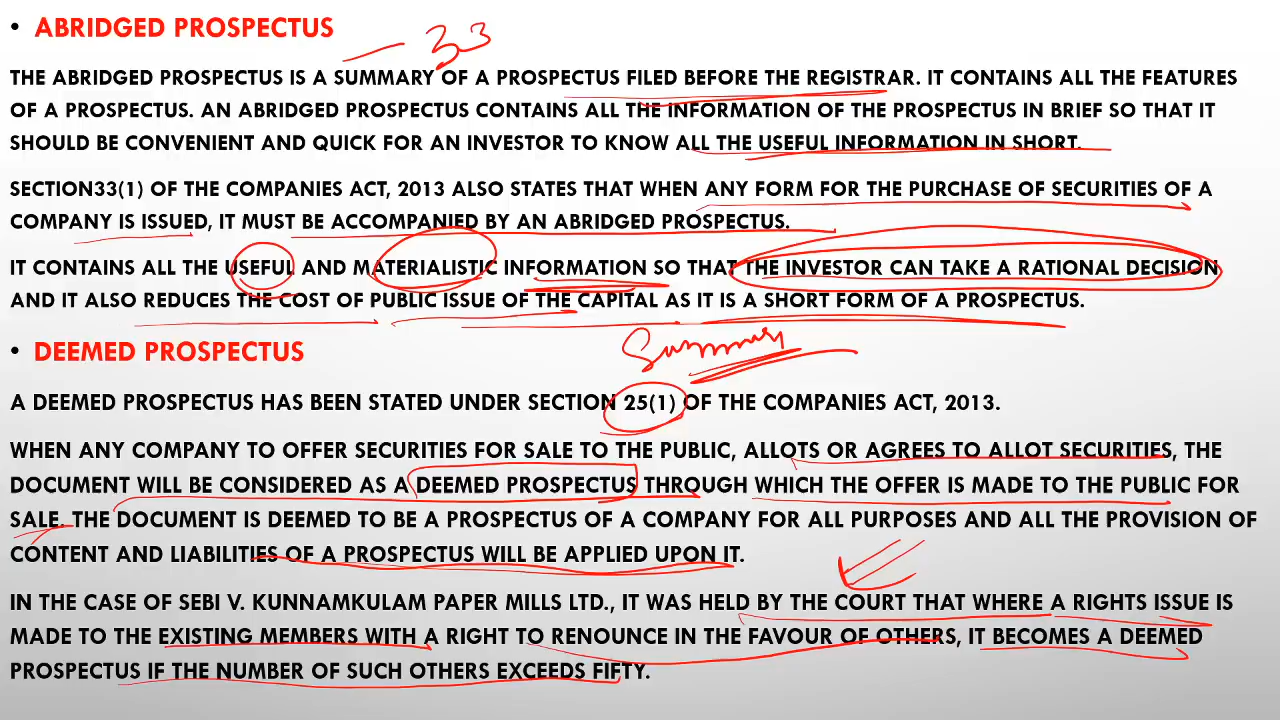 • ABRIDGED PROSPECTUS
33
THE ABRIDGED PROSPECTUS IS A SUMMARY OF A PROSPECTUS FILED BEFORE THE REGISTRAR. IT CONTAINS ALL THE FEATURES
OF A PROSPECTUS. AN ABRIDGED PROSPECTUS CONTAINS ALL THE INFORMATION OF THE PROSPECTUS IN BRIEF SO THAT IT
SHOULD BE CONVENIENT AND QUICK FOR AN INVESTOR TO KNOW ALL THE USEFUL INFORMATION IN SHORT.
SECTION33(1) OF THE COMPANIES ACT, 2013 ALSO STATES THAT WHEN ANY FORM FOR THE PURCHASE OF SECURITIES OF A
COMPANY IS ISSUED, IT MUST BE ACCOMPANIED BY AN ABRIDGED PROSPECTUS.
IT CONTAINS ALL THE USEFUL AND MATERIALISTIC INFORMATION SO THAT THE INVESTOR CAN TAKE A RATIONAL DECISION
AND IT ALSO REDUCES THE COST OF PUBLIC ISSUE OF THE CAPITAL AS IT IS A SHORT FORM OF A PROSPECTUS.
• DEEMED PROSPECTUS
Summary
A DEEMED PROSPECTUS HAS BEEN STATED UNDER SECTION 25(1) OF THE COMPANIES ACT, 2013.
WHEN ANY COMPANY TO OFFER SECURITIES FOR SALE TO THE PUBLIC, ALLOTS OR AGREES TO ALLOT SECURITIES, THE
DOCUMENT WILL BE CONSIDERED AS A DEEMED PROSPECTUS THROUGH WHICH THE OFFER IS MADE TO THE PUBLIC FOR
SALE. THE DOCUMENT IS DEEMED TO BE A PROSPECTUS OF A COMPANY FOR ALL PURPOSES AND ALL THE PROVISION OF
CONTENT AND LIABILITIES OF A PROSPECTUS WILL BE APPLIED UPON IT.
IN THE CASE OF SEBI V. KUNNAMKULAM PAPER MILLS LTD., IT WAS HELD BY THE COURT THAT WHERE A RIGHTS ISSUE IS
MADE TO THE EXISTING MEMBERS WITH A RIGHT TO RENOUNCE IN THE FAVOUR OF OTHERS, IT BECOMES A DEEMED
PROSPECTUS IF THE NUMBER OF SUCH OTHERS EXCEEDS FIFTY.